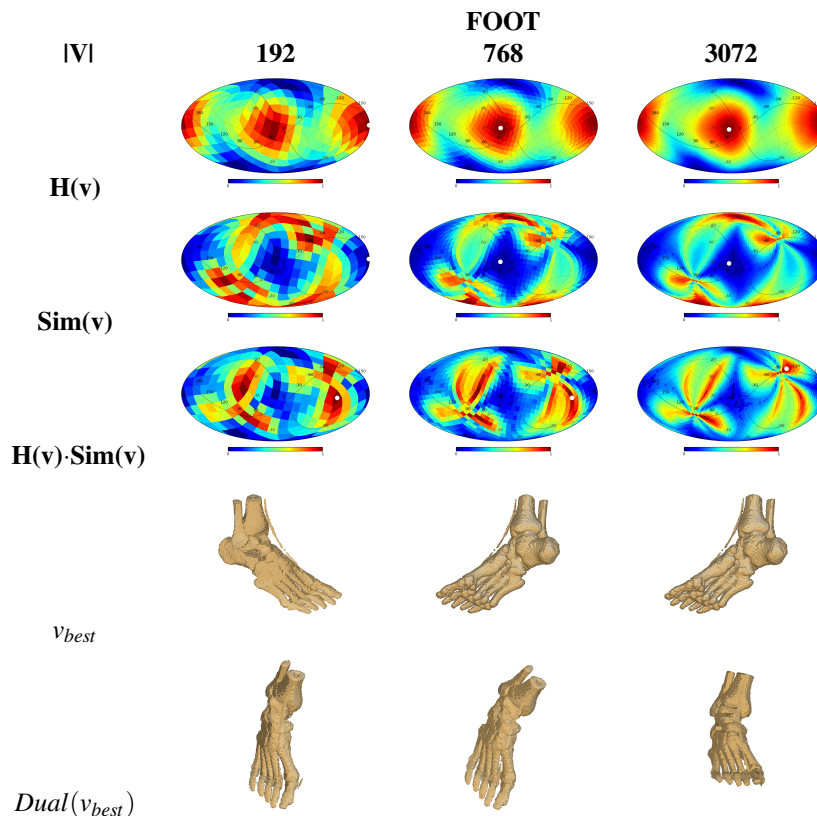 FOOT
|V| 192 768 3072
H(v)
Sim(v)
H(v)·Sim(v)
v_best
Dual(v_best)